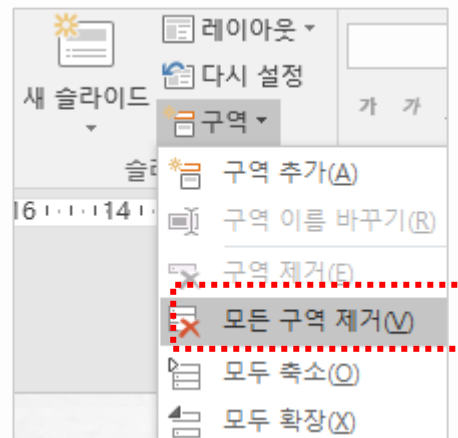 레이아웃
다시 설정
새 슬라이드
구역
가 가
구역 추가(A)
16 14
구역 이름 바꾸기(R)
구역 제거(E)
모든 구역 제거(V)
모두 축소(O)
모두 확장(X)